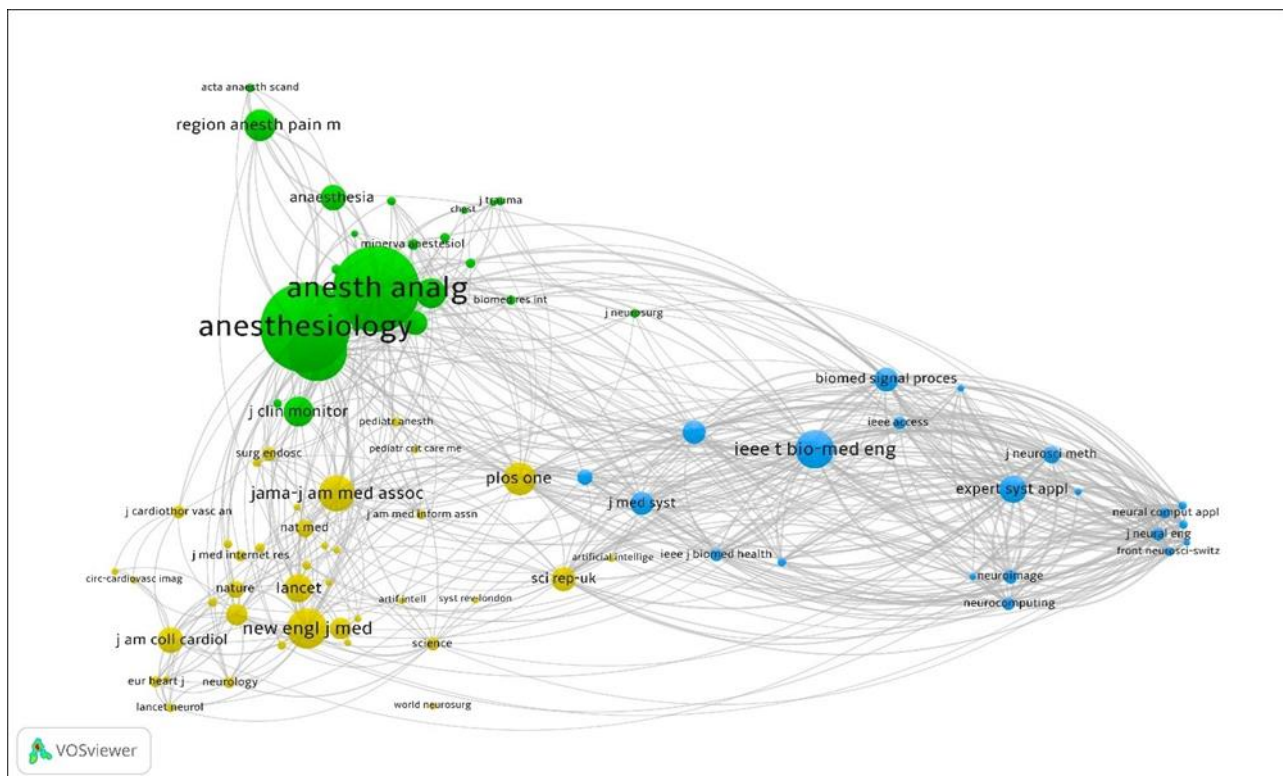 acta anaesth scand
region anesth pain m
anaesthesia
j trauma
chest
minerva anestesiol
anesth analg
biomed res int
j neurosurg
anesthesiology
biomed signal proces
j clin monitor
pediatr anesth
ieee access
pediatr crit care me
ieee t bio-med eng
surg endosc
j neurosci meth
plos one
jama-j am med assoc
expert syst appl
j med syst
j cardiothor vasc an
j am med inform assn
neural comput appl
nat med
j neural eng
j med internet res
ieee j biomed health
front neurosci-switz
artificial intellige
circ-cardiovasc imag
sci rep-uk
neuroimage
nature
lancet
artif intell
syst rev-london
neurocomputing
new engl j med
j am coll cardiol
science
eur heart j
neurology
lancet neurol
world neurosurg
VOSviewer